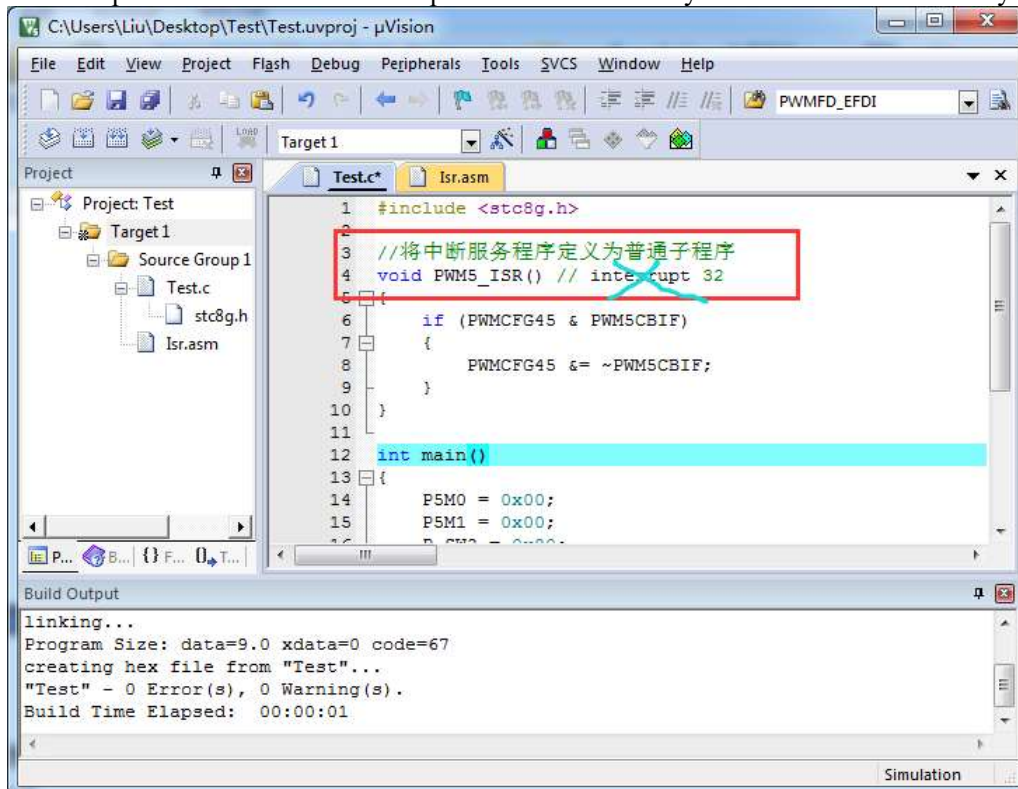 C:\Users\Liu\Desktop\Test\Test.uvproj - µVision
File Edit View Project Flash Debug Peripherals Tools SVCS Window Help
PWMFD_EFDI
LOAD Target 1
Project
Test.c* Isr.asm
Project: Test
Target 1
Source Group 1
Test.c
stc8g.h
Isr.asm
1 #include <stc8g.h>
2
3 //将中断服务程序定义为普通子程序
4 void PWM5_ISR() // interrupt 32
5 {
6 if (PWMCFG45 & PWM5CBIF)
7 {
8 PWMCFG45 &= ~PWM5CBIF;
9 }
10 }
11
12 int main()
13 {
14 P5M0 = 0x00;
15 P5M1 = 0x00;
P... B... {} F... 0 T...
Build Output
linking...
Program Size: data=9.0 xdata=0 code=67
creating hex file from "Test"...
"Test" - 0 Error(s), 0 Warning(s).
Build Time Elapsed: 00:00:01
Simulation